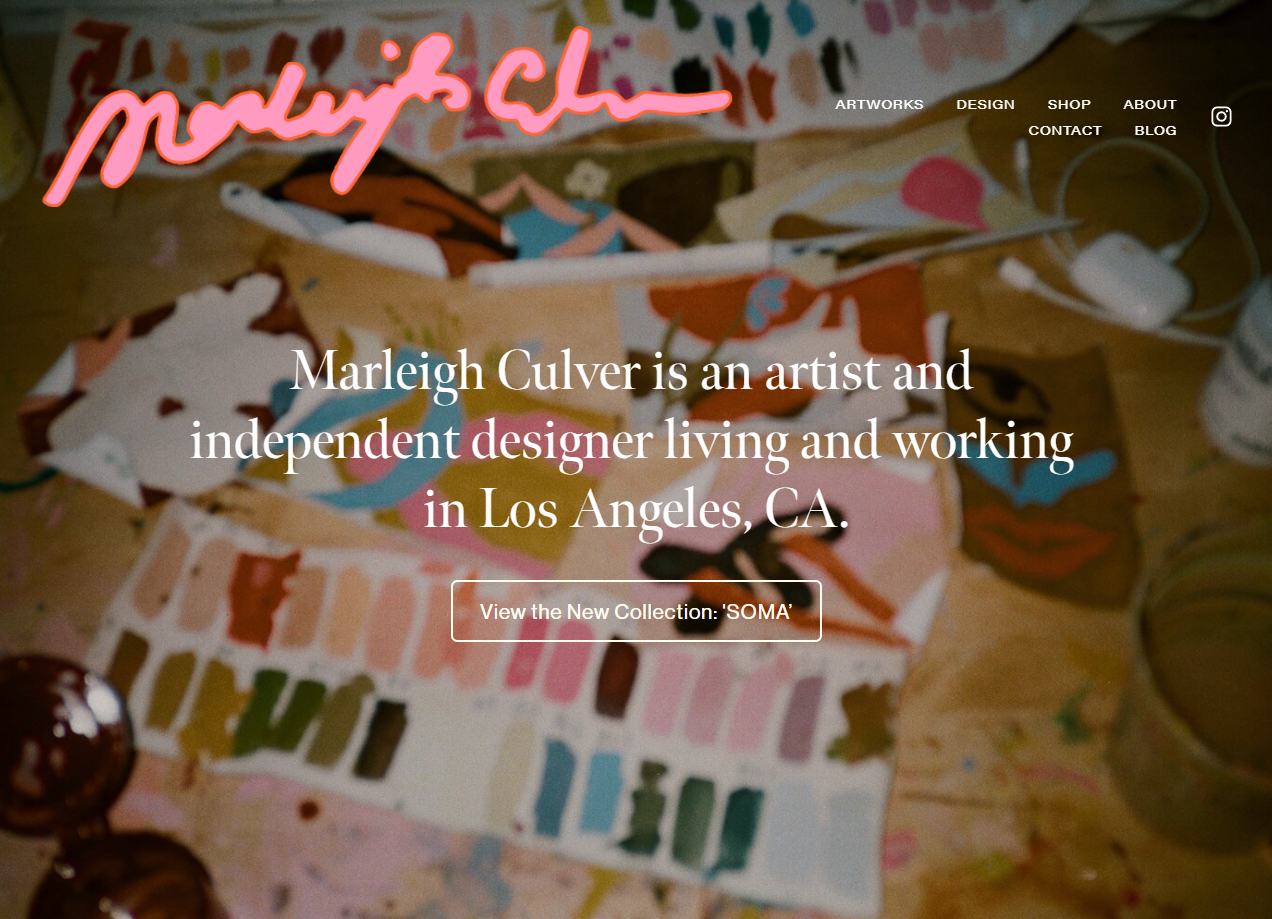 Marleigh Culver
ARTWORKS DESIGN SHOP ABOUT
CONTACT BLOG
Marleigh Culver is an artist and
independent designer living and working
in Los Angeles, CA.
View the New Collection: 'SOMA’